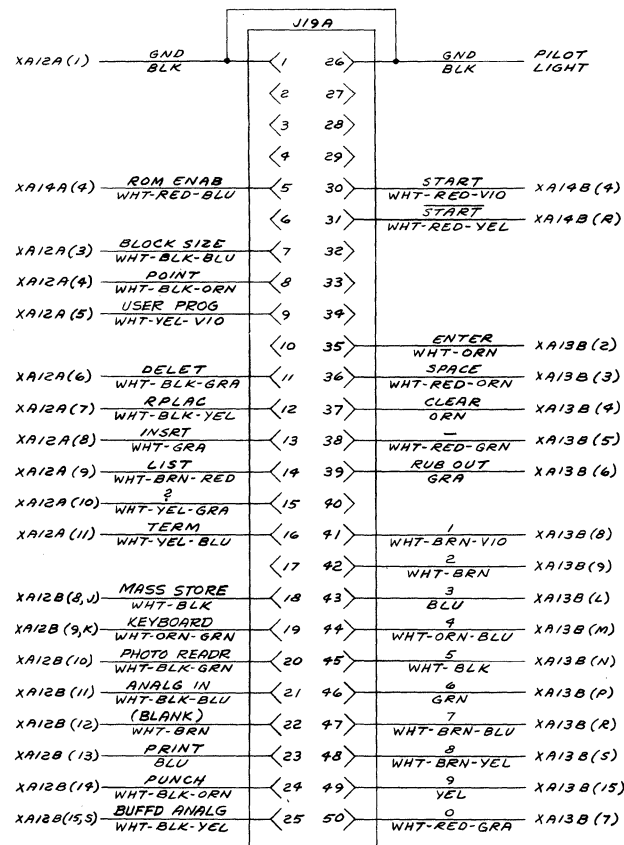 J19A
XA12A(1) GND BLK 1 26 GND BLK PILOT LIGHT
2 27
3 28
4 29
XA14A(4) ROM ENAB WHT-RED-BLU 5 30 START WHT-RED-VIO XA14B(4)
6 31 START WHT-RED-YEL XA14B(R)
XA12A(3) BLOCK SIZE WHT-BLK-BLU 7 32
XA12A(4) POINT WHT-BLK-ORN 8 33
XA12A(5) USER PROG WHT-YEL-VIO 9 34
10 35 ENTER WHT-ORN XA13B(2)
XA12A(6) DELET WHT-BLK-GRA 11 36 SPACE WHT-RED-ORN XA13B(3)
XA12A(7) RPLAC WHT-BLK-YEL 12 37 CLEAR ORN XA13B(4)
XA12A(8) INSRT WHT-GRA 13 38 — WHT-RED-GRN XA13B(5)
XA12A(9) LIST WHT-BRN-RED 14 39 RUB OUT GRA XA13B(6)
XA12A(10) ? WHT-YEL-GRA 15 40
XA12A(11) TERM WHT-YEL-BLU 16 41 1 WHT-BRN-VIO XA13B(8)
17 42 2 WHT-BRN XA13B(9)
XA12B(8,J) MASS STORE WHT-BLK 18 43 3 BLU XA13B(L)
XA12B(9,K) KEYBOARD WHT-ORN-GRN 19 44 4 WHT-ORN-BLU XA13B(M)
XA12B(10) PHOTO READR WHT-BLK-GRN 20 45 5 WHT-BLK XA13B(N)
XA12B(11) ANALG IN WHT-BLK-BLU 21 46 6 GRN XA13B(P)
XA12B(12) (BLANK) WHT-BRN 22 47 7 WHT-BRN-BLU XA13B(R)
XA12B(13) PRINT BLU 23 48 8 WHT-BRN-YEL XA13B(S)
XA12B(14) PUNCH WHT-BLK-ORN 24 49 9 YEL XA13B(15)
XA12B(15,S) BUFFD ANALG WHT-BLK-YEL 25 50 0 WHT-RED-GRA XA13B(7)